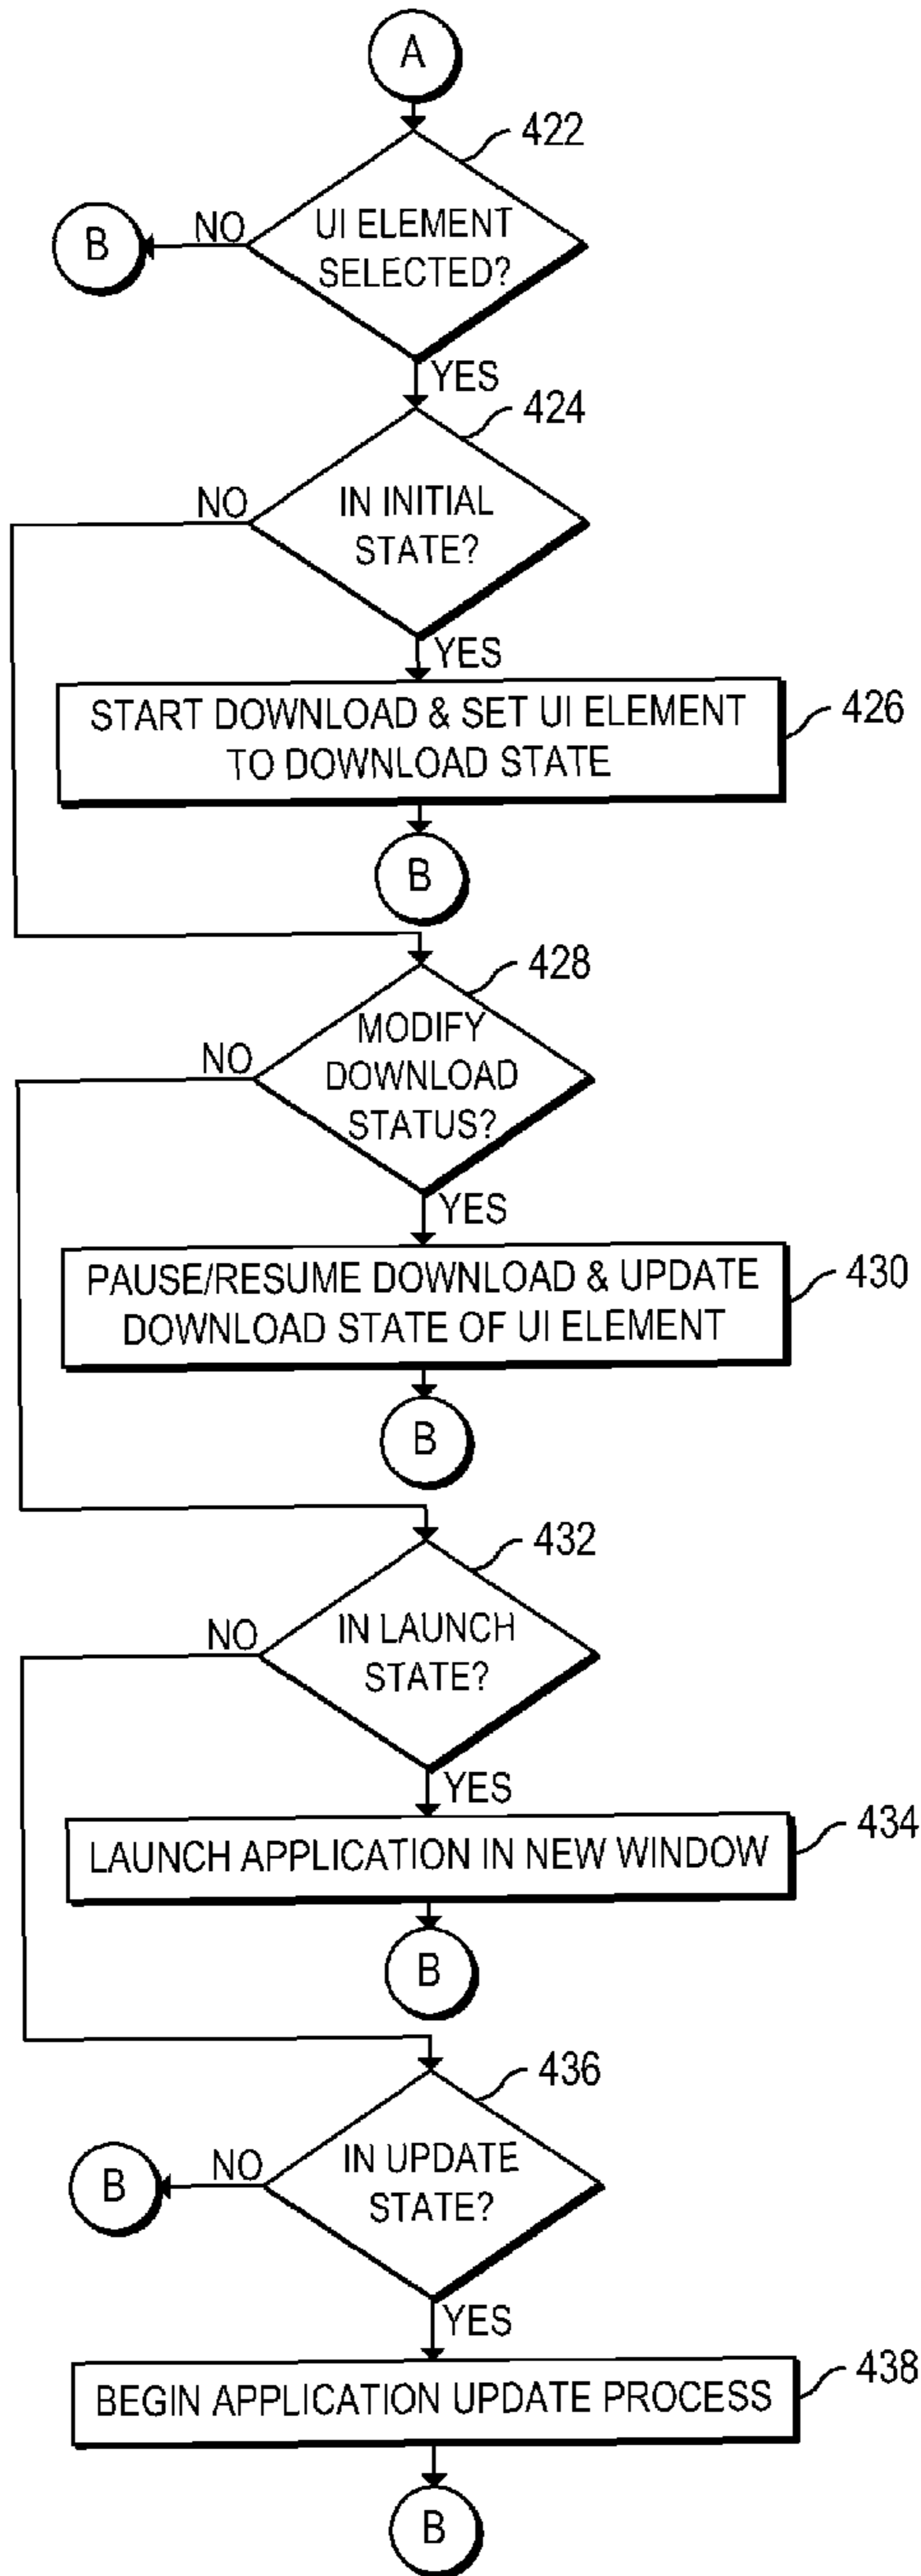 A
422
UI ELEMENT
SELECTED?
NO
B
YES
424
IN INITIAL
STATE?
NO
YES
START DOWNLOAD & SET UI ELEMENT
TO DOWNLOAD STATE
426
B
428
MODIFY
DOWNLOAD
STATUS?
NO
YES
PAUSE/RESUME DOWNLOAD & UPDATE
DOWNLOAD STATE OF UI ELEMENT
430
B
432
IN LAUNCH
STATE?
NO
YES
LAUNCH APPLICATION IN NEW WINDOW
434
B
436
IN UPDATE
STATE?
NO
B
YES
BEGIN APPLICATION UPDATE PROCESS
438
B